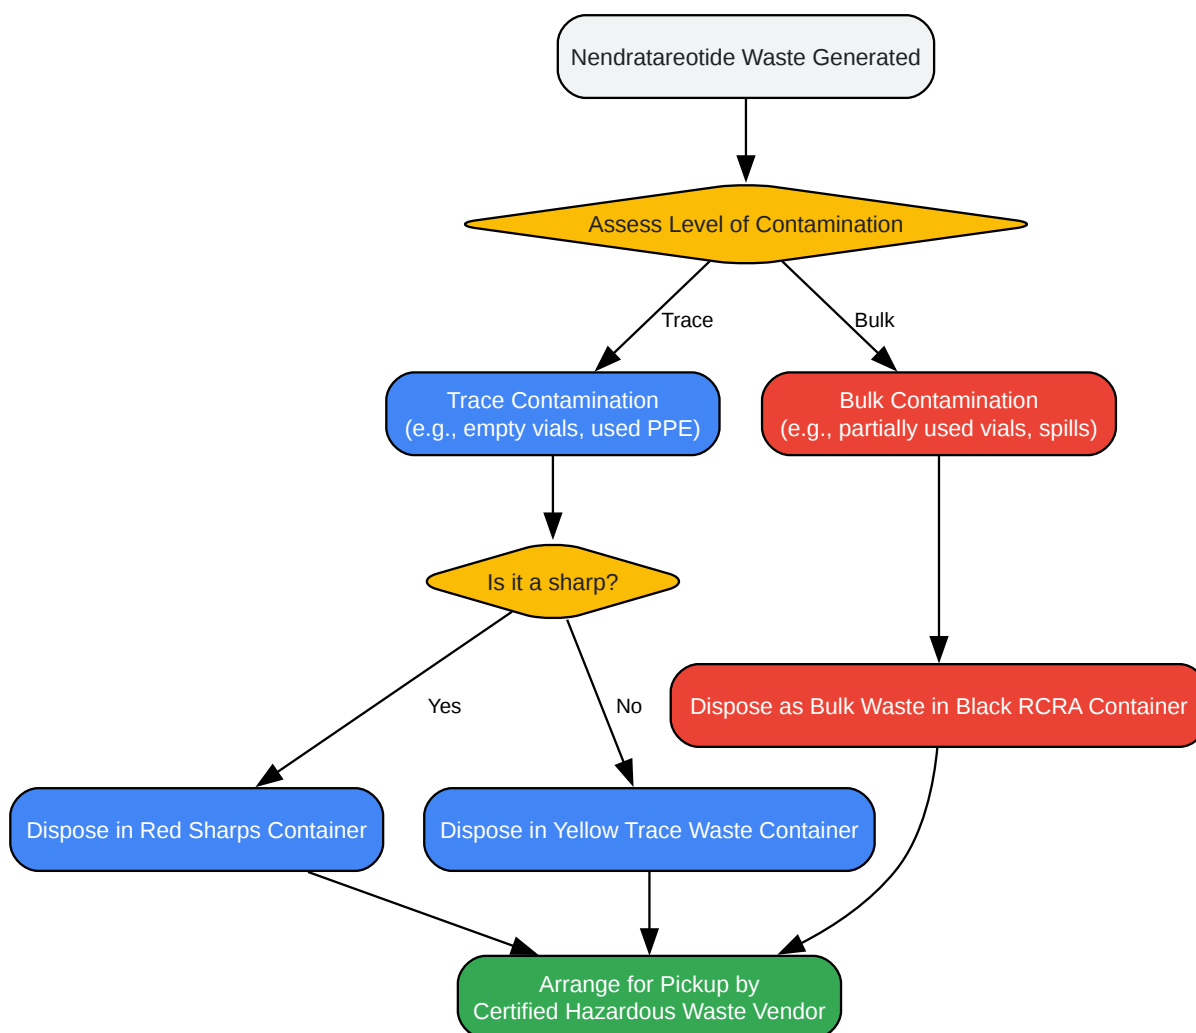 Nendratareotide Waste Generated
Assess Level of Contamination
Trace
Bulk
Trace Contamination
(e.g., empty vials, used PPE)
Bulk Contamination
(e.g., partially used vials, spills)
Is it a sharp?
Yes
No
Dispose as Bulk Waste in Black RCRA Container
Dispose in Red Sharps Container
Dispose in Yellow Trace Waste Container
Arrange for Pickup by
Certified Hazardous Waste Vendor